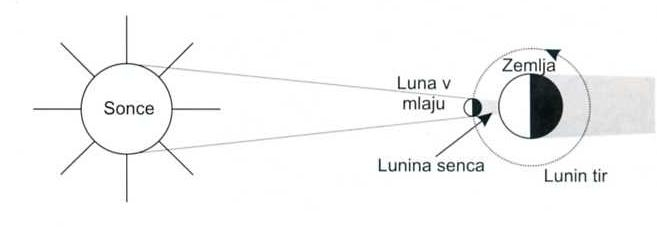 Sonce
Luna v
mlaju
Zemlja
Lunina senca
Lunin tir